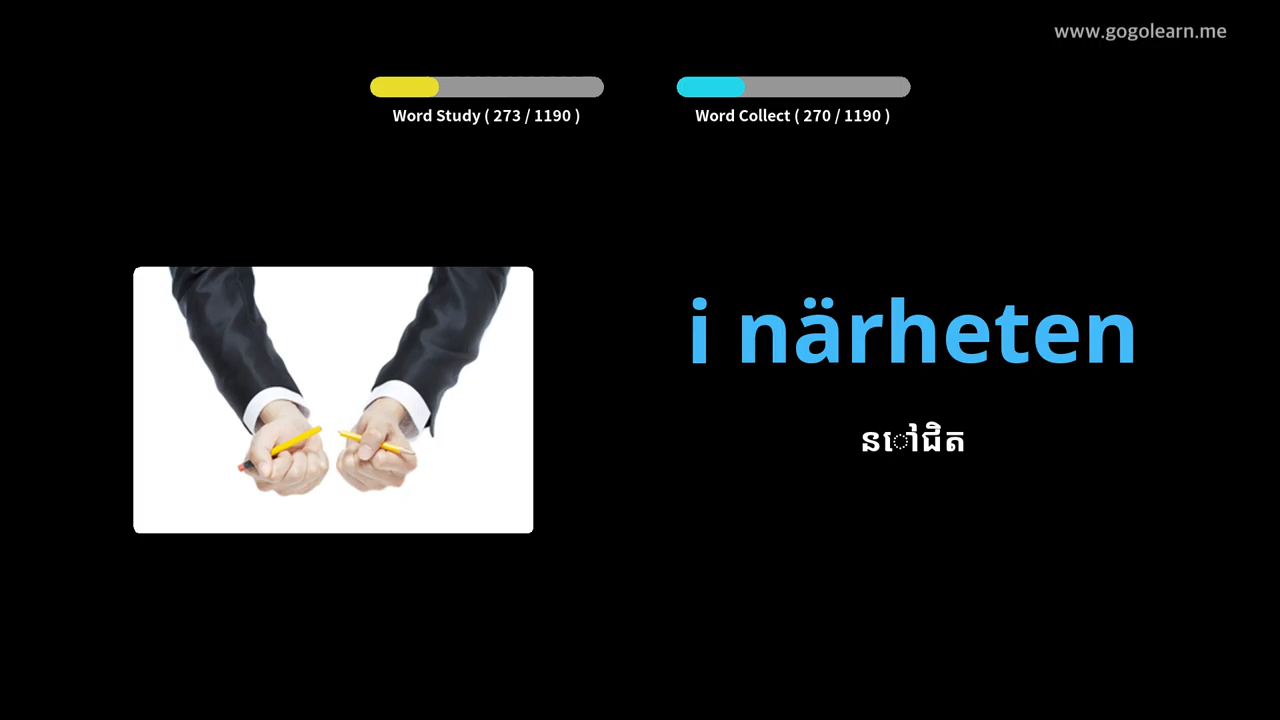 www.gogolearn.me
Word Study ( 273 / 1190 )
Word Collect ( 270 / 1190 )
i närheten
នៅជិត